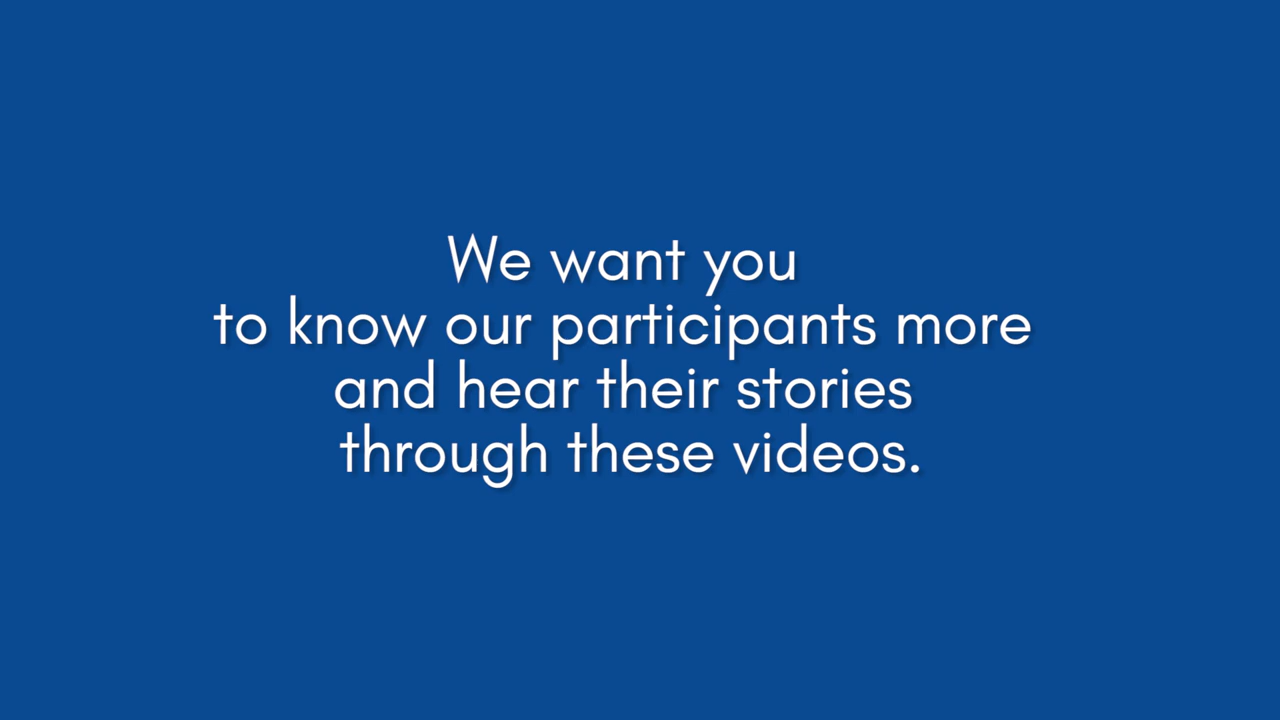 We want you
to know our participants more
and hear their stories
through these videos.